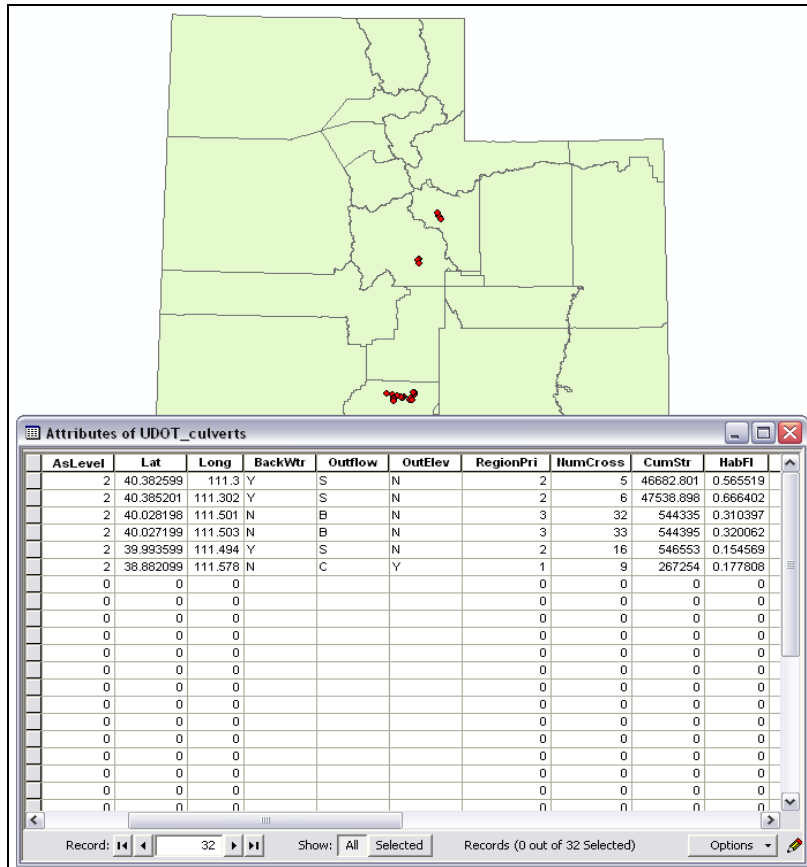 Attributes of UDOT_culverts
AsLevel Lat Long BackWtr Outflow OutElev RegionPri NumCross CumStr HabFl
2 40.382599 111.3 Y S N 2 5 46682.801 0.565519
2 40.385201 111.302 Y S N 2 6 47538.898 0.666402
2 40.028198 111.501 N B N 3 32 544335 0.310397
2 40.027199 111.503 N B N 3 33 544395 0.320062
2 39.993599 111.494 Y S N 2 16 546553 0.154569
2 38.882099 111.578 N C Y 1 9 267254 0.177808
0 0 0 0 0 0 0
0 0 0 0 0 0 0
0 0 0 0 0 0 0
0 0 0 0 0 0 0
0 0 0 0 0 0 0
0 0 0 0 0 0 0
0 0 0 0 0 0 0
0 0 0 0 0 0 0
0 0 0 0 0 0 0
0 0 0 0 0 0 0
0 0 0 0 0 0 0
0 0 0 0 0 0 0
0 0 0 0 0 0 0
0 0 0 0 0 0 0
Record: 32 Show: All Selected Records (0 out of 32 Selected) Options